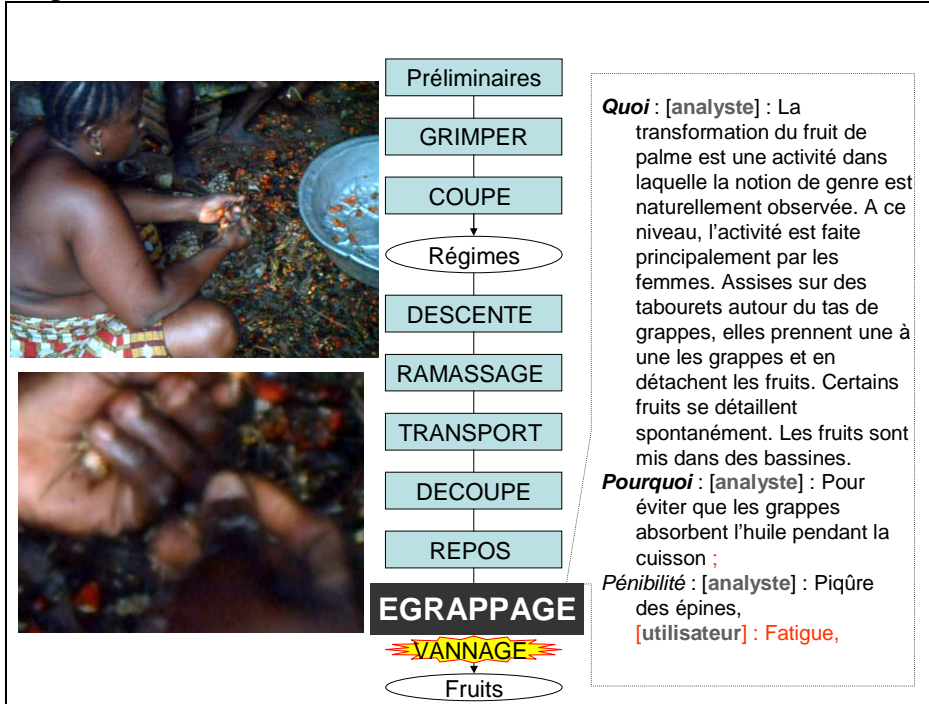 Préliminaires
GRIMPER
COUPE
Régimes
DESCENTE
RAMASSAGE
TRANSPORT
DECOUPE
REPOS
EGRAPPAGE
VANNAGE
Fruits
Quoi : [analyste] : La
transformation du fruit de
palme est une activité dans
laquelle la notion de genre est
naturellement observée. A ce
niveau, l’activité est faite
principalement par les
femmes. Assises sur des
tabourets autour du tas de
grappes, elles prennent une à
une les grappes et en
détachent les fruits. Certains
fruits se détaillent
spontanément. Les fruits sont
mis dans des bassines.
Pourquoi : [analyste] : Pour
éviter que les grappes
absorbent l’huile pendant la
cuisson ;
Pénibilité : [analyste] : Piqûre
des épines,
[utilisateur] : Fatigue,